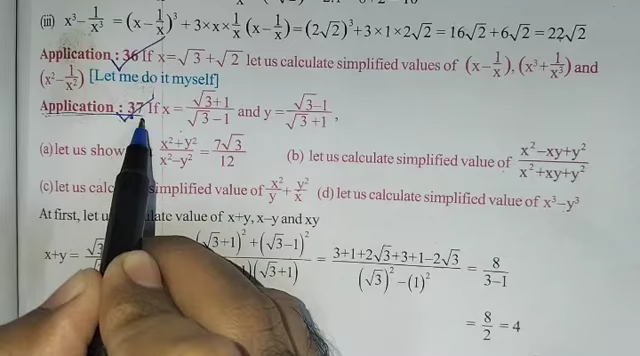 (iii) x³ – 1/x³ = (x – 1/x)³ + 3 × x × 1/x (x – 1/x) = (2√2)³ + 3 × 1 × 2√2 = 16√2 + 6√2 = 22√2
Application : 36 If x = √3 + √2 let us calculate simplified values of (x – 1/x), (x³ + 1/x³) and
(x² – 1/x²) [Let me do it myself]
Application : 37 If x = (√3+1)/(√3–1) and y = (√3–1)/(√3+1),
(a) let us show (x²+y²)/(x²–y²) = 7√3/12 (b) let us calculate simplified value of (x²–xy+y²)/(x²+xy+y²)
(c) let us simplified value of x²/y + y²/x (d) let us calculate simplified value of x³–y³
At first, let value of x+y, x–y and xy
x+y = (√3+1)² + (√3–1)² (√3+1) = (3+1+2√3+3+1–2√3)/((√3)² – (1)²) = 8/(3–1)
= 8/2 = 4